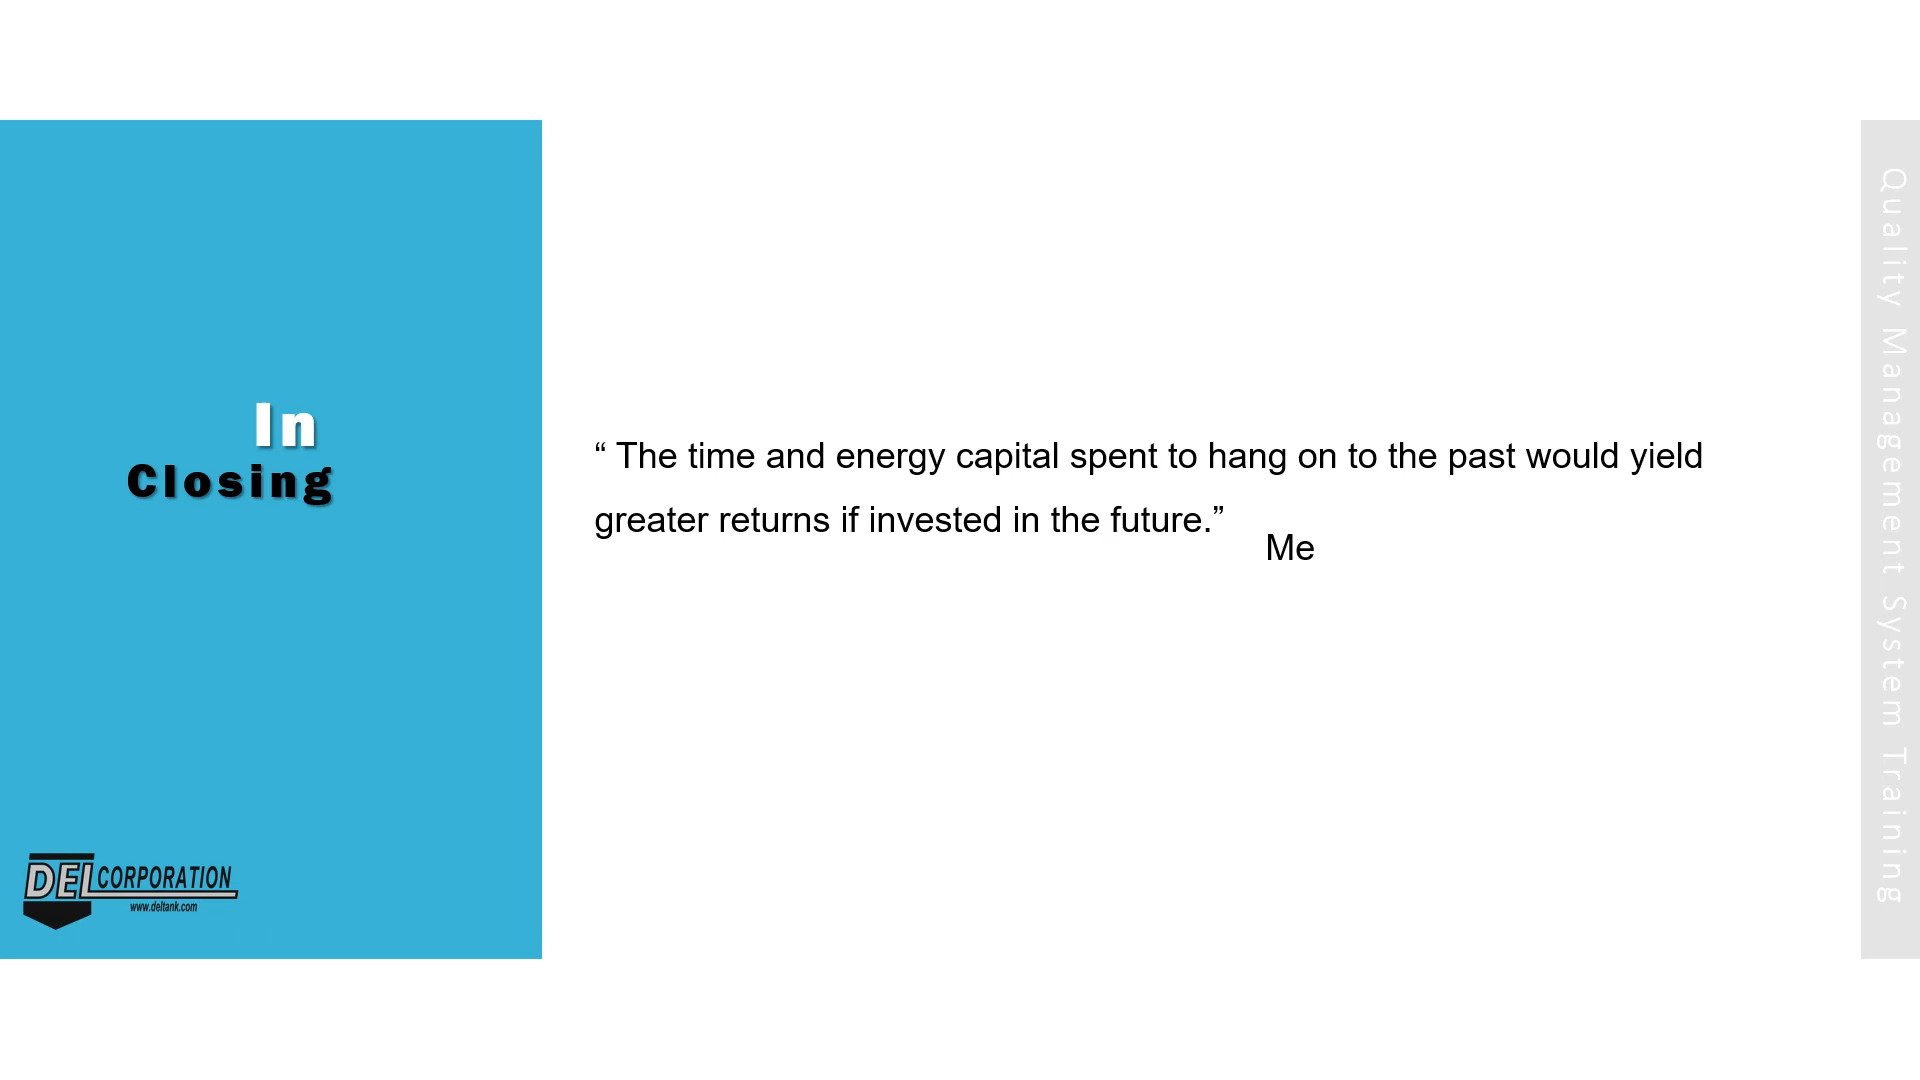 In
Closing
“ The time and energy capital spent to hang on to the past would yield
greater returns if invested in the future.”
Me
DEL CORPORATION
www.deltank.com
Quality Management System Training